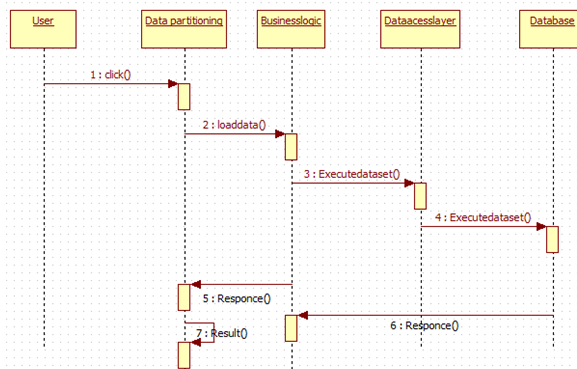 User
Data partitioning
Businesslogic
Dataacesslayer
Database
1 : click()
2 : loaddata()
3 : Executedataset()
4 : Executedataset()
5 : Responce()
6 : Responce()
7 : Result()